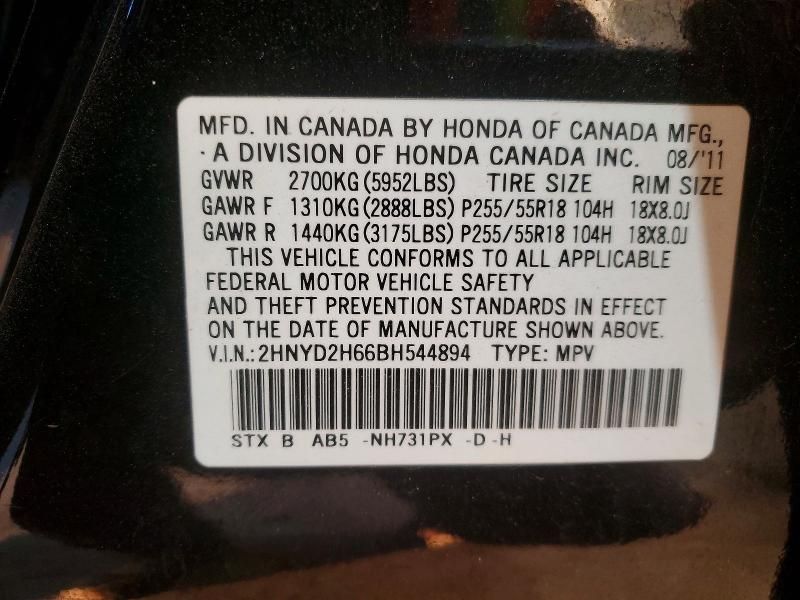 MFD. IN CANADA BY HONDA OF CANADA MFG.,
·A DIVISION OF HONDA CANADA INC. 08/'11
GVWR 2700KG(5952LBS) TIRE SIZE RIM SIZE
GAWR F 1310KG(2888LBS) P255/55R18 104H 18X8.0J
GAWR R 1440KG(3175LBS) P255/55R18 104H 18X8.0J
THIS VEHICLE CONFORMS TO ALL APPLICABLE
FEDERAL MOTOR VEHICLE SAFETY
AND THEFT PREVENTION STANDARDS IN EFFECT
ON THE DATE OF MANUFACTURE SHOWN ABOVE.
V.I.N.: 2HNYD2H66BH544894 TYPE: MPV
STX B AB5 -NH731PX -D -H